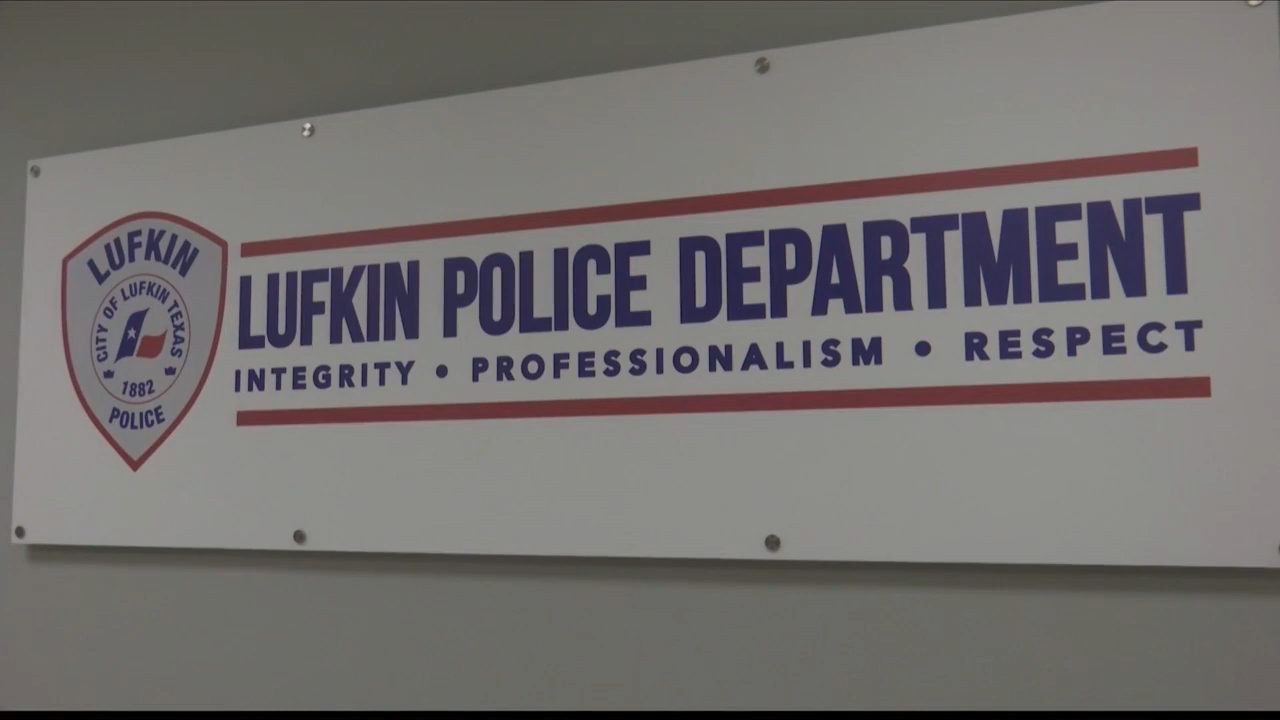 LUFKIN
CITY OF LUFKIN TEXAS
1882
POLICE
LUFKIN POLICE DEPARTMENT
INTEGRITY • PROFESSIONALISM • RESPECT